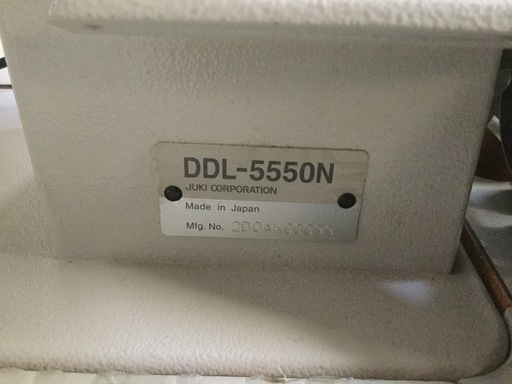 DDL-5550N
JUKI CORPORATION
Made in Japan
Mfg. No.